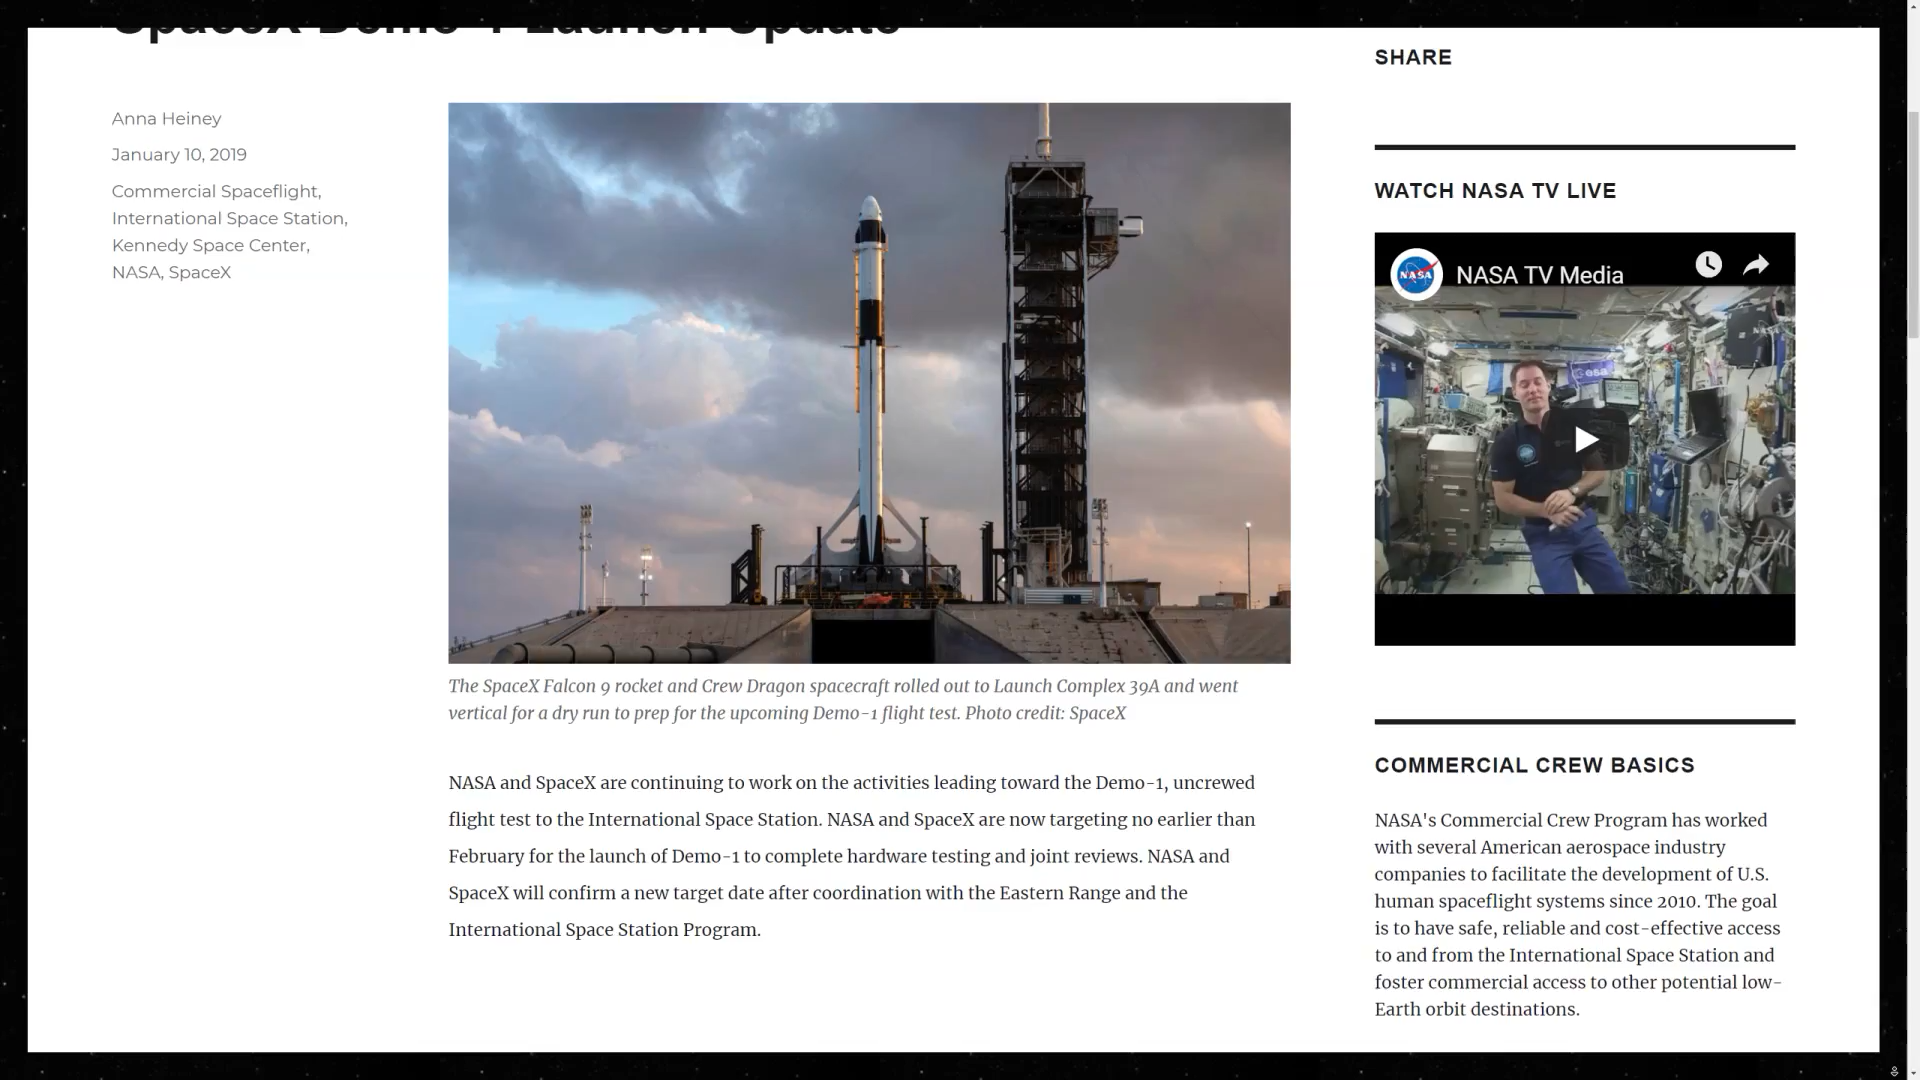 SpaceX Demo-1 Launch Update
Anna Heiney
January 10, 2019
Commercial Spaceflight,
International Space Station,
Kennedy Space Center,
NASA, SpaceX
The SpaceX Falcon 9 rocket and Crew Dragon spacecraft rolled out to Launch Complex 39A and went
vertical for a dry run to prep for the upcoming Demo-1 flight test. Photo credit: SpaceX
NASA and SpaceX are continuing to work on the activities leading toward the Demo-1, uncrewed
flight test to the International Space Station. NASA and SpaceX are now targeting no earlier than
February for the launch of Demo-1 to complete hardware testing and joint reviews. NASA and
SpaceX will confirm a new target date after coordination with the Eastern Range and the
International Space Station Program.
SHARE
WATCH NASA TV LIVE
NASA
NASA TV Media
NASA
esa
COMMERCIAL CREW BASICS
NASA's Commercial Crew Program has worked
with several American aerospace industry
companies to facilitate the development of U.S.
human spaceflight systems since 2010. The goal
is to have safe, reliable and cost-effective access
to and from the International Space Station and
foster commercial access to other potential low-
Earth orbit destinations.